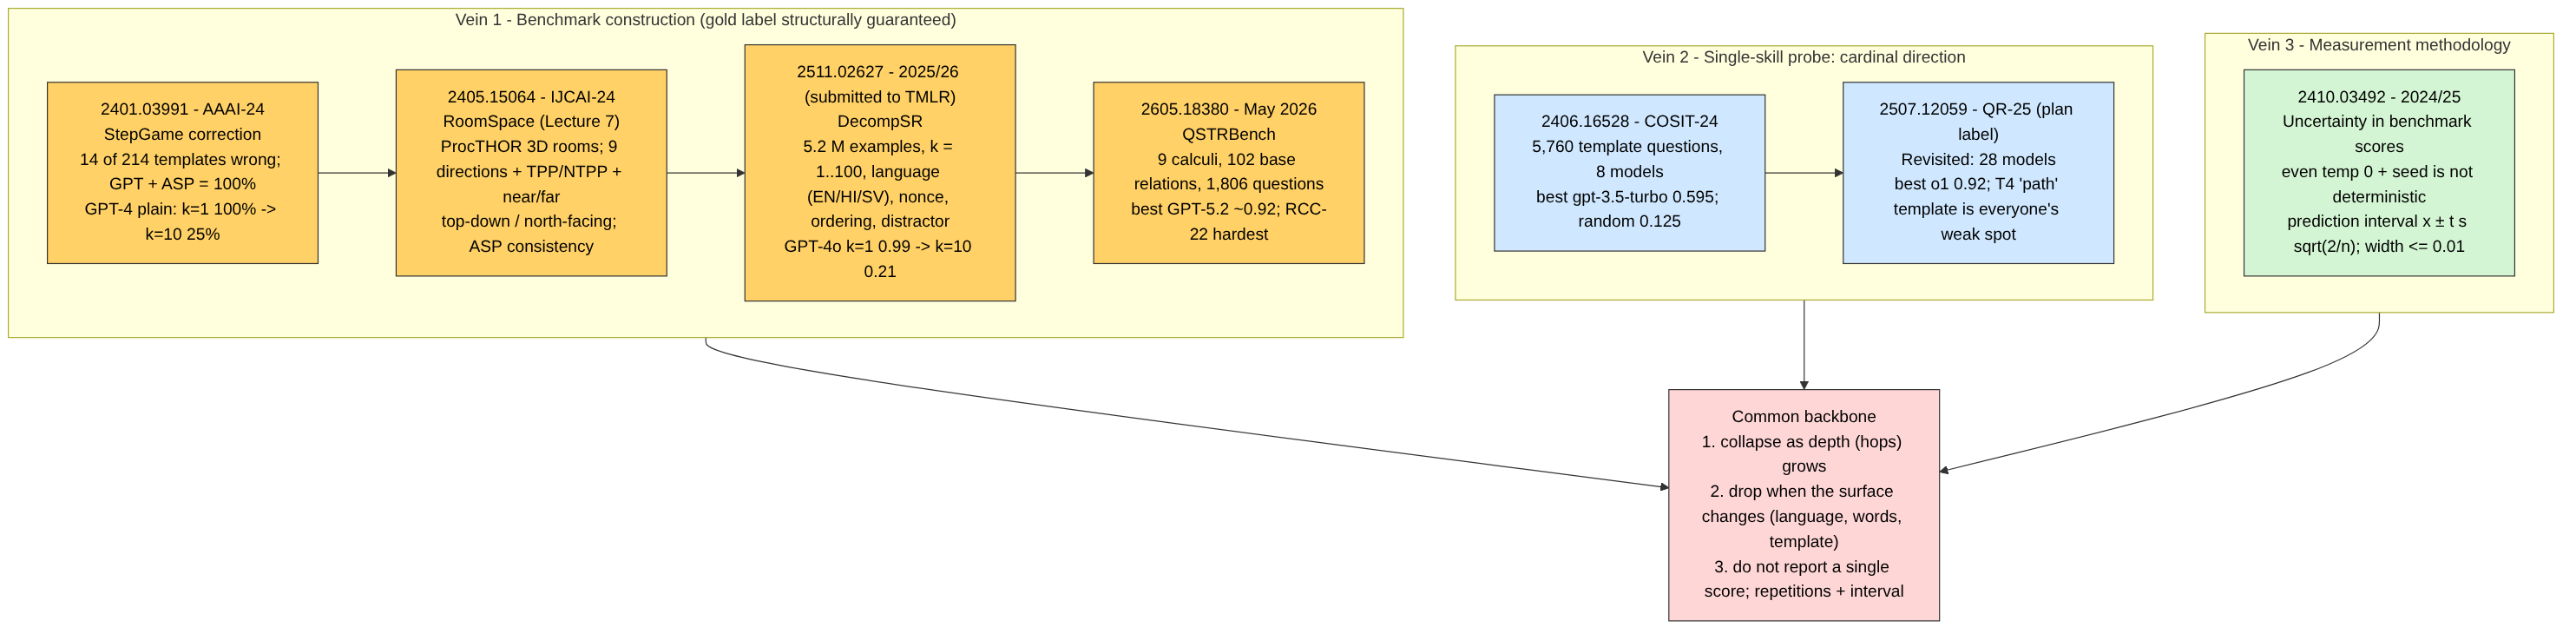 Vein 1 - Benchmark construction (gold label structurally guaranteed)
2401.03991 - AAAI-24
StepGame correction
14 of 214 templates wrong;
GPT + ASP = 100%
GPT-4 plain: k=1 100% ->
k=10 25%
2405.15064 - IJCAI-24
RoomSpace (Lecture 7)
ProcTHOR 3D rooms; 9
directions + TPP/NTPP +
near/far
top-down / north-facing;
ASP consistency
2511.02627 - 2025/26
(submitted to TMLR)
DecompSR
5.2 M examples, k =
1..100, language
(EN/HI/SV), nonce,
ordering, distractor
GPT-4o k=1 0.99 -> k=10
0.21
2605.18380 - May 2026
QSTRBench
9 calculi, 102 base
relations, 1,806 questions
best GPT-5.2 ~0.92; RCC-
22 hardest
Vein 2 - Single-skill probe: cardinal direction
2406.16528 - COSIT-24
5,760 template questions,
8 models
best gpt-3.5-turbo 0.595;
random 0.125
2507.12059 - QR-25 (plan
label)
Revisited: 28 models
best o1 0.92; T4 'path'
template is everyone's
weak spot
Vein 3 - Measurement methodology
2410.03492 - 2024/25
Uncertainty in benchmark
scores
even temp 0 + seed is not
deterministic
prediction interval x ± t s
sqrt(2/n); width <= 0.01
Common backbone
1. collapse as depth (hops)
grows
2. drop when the surface
changes (language, words,
template)
3. do not report a single
score; repetitions + interval